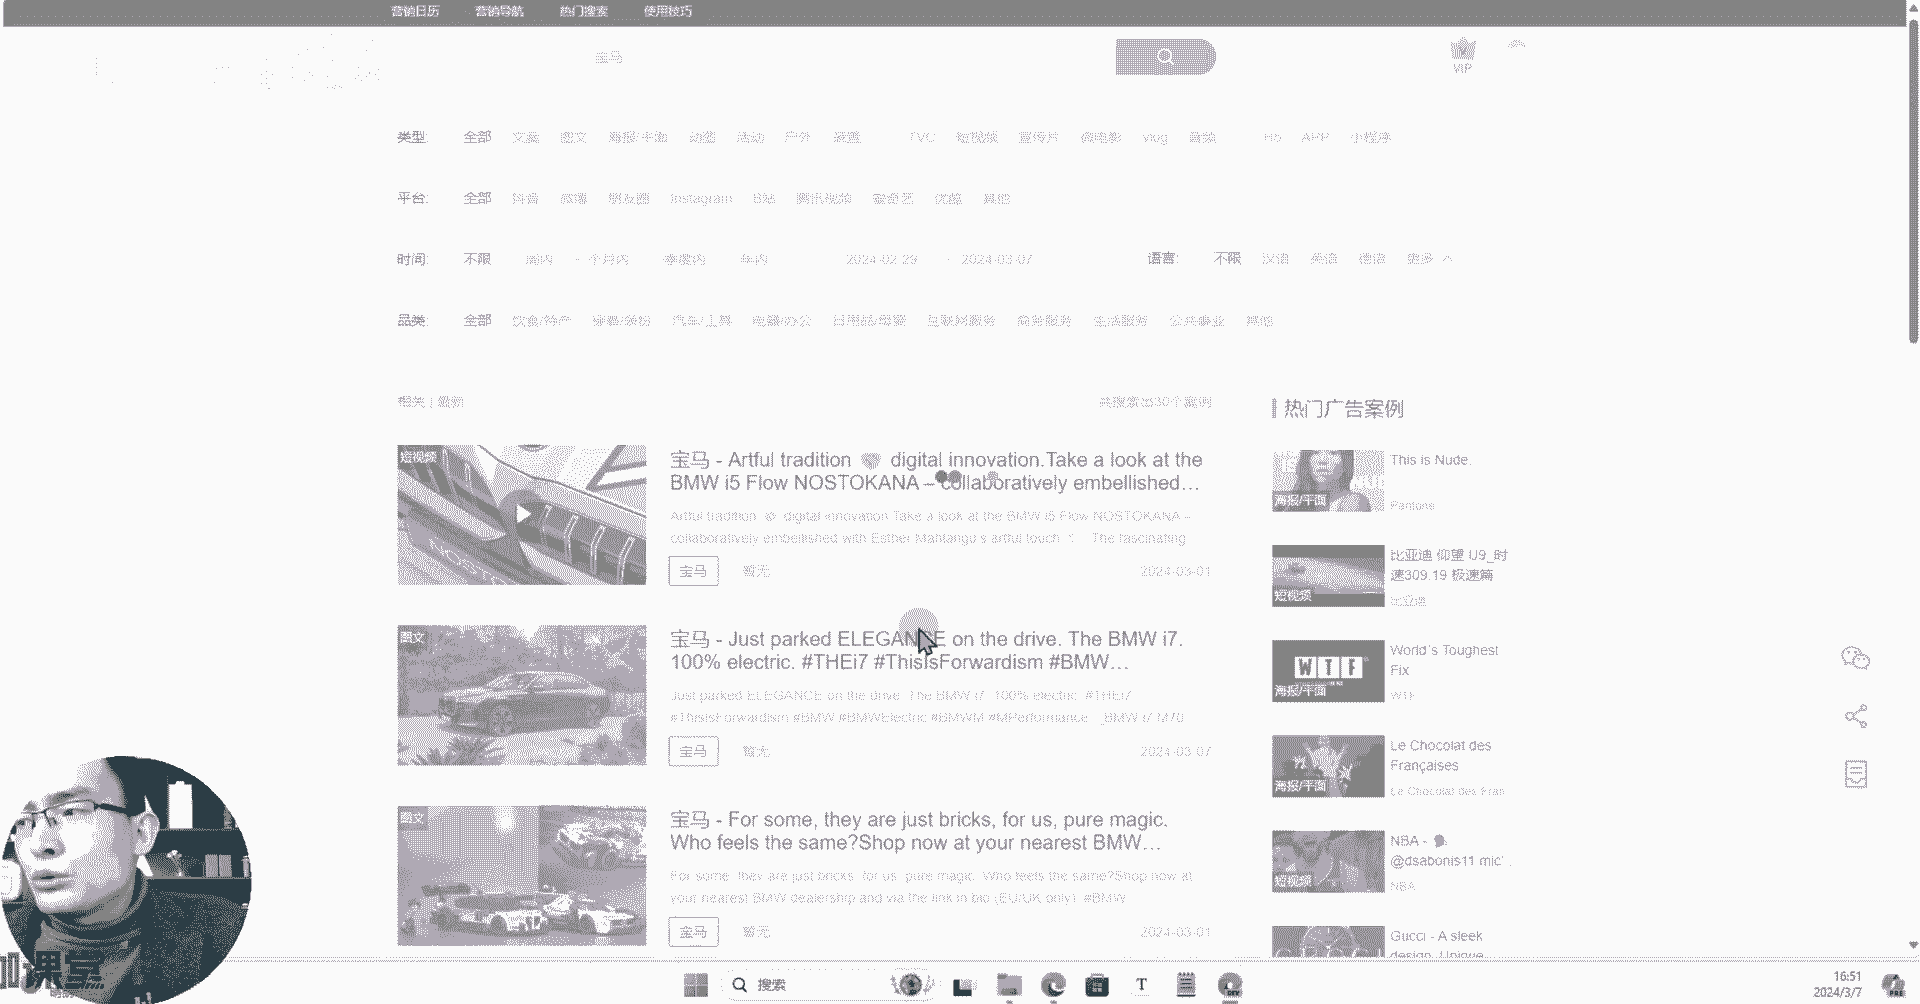 营销日历 营销导航 热门搜索 使用技巧
宝马
VIP
类型: 全部 文案 图文 海报/平面 动图 活动 户外 装置 TVC 短视频 宣传片 微电影 vlog 音频 H5 APP 小程序
平台: 全部 抖音 微博 朋友圈 Instagram B站 腾讯视频 爱奇艺 优酷 其他
时间: 不限 周内 一个月内 季度内 年内 2024-02-29 - 2024-03-07 语言: 不限 汉语 英语 德语 更多
品类: 全部 饮食/特产 电器/办公 互联网服务 商务服务 生活服务 公共事业 其他
相关 | 最新
共搜索出30个案例
短视频
宝马 - Artful tradition digital innovation.Take a look at the
BMW i5 Flow NOSTOKANA – collaboratively embellished...
Artful tradition digital innovation.Take a look at the BMW i5 Flow NOSTOKANA –
collaboratively embellished with Esther Mahlangu's artful touch The fascinating
宝马 暂无 2024-03-01
图文
宝马 - Just parked ELEGANCE on the drive. The BMW i7.
100% electric. #THEi7 #ThisIsForwardism #BMW...
Just parked ELEGANCE on the drive. The BMW i7. 100% electric. #THEi7
#ThisIsForwardism #BMW #BMWElectric #BMWM #MPerformance _BMW i7 M70
宝马 暂无 2024-03-07
图文
宝马 - For some, they are just bricks, for us, pure magic.
Who feels the same?Shop now at your nearest BMW...
For some, they are just bricks, for us, pure magic. Who feels the same?Shop now at
your nearest BMW dealership and via the link in bio (EU/UK only). #BMW
宝马 暂无 2024-03-01
热门广告案例
海报/平面
This is Nude.
Pantone
短视频
比亚迪 仰望 U9_时
速309.19 极速篇
比亚迪
WTF
海报/平面
World's Toughest
Fix
WTF
海报/平面
Le Chocolat des
Françaises
Le Chocolat des Fran
短视频
NBA -
@dsabonis11 mic'
NBA
Gucci - A sleek
design. Unique
课堂
搜索
T
DEV
16:51
2024/3/7
PRE